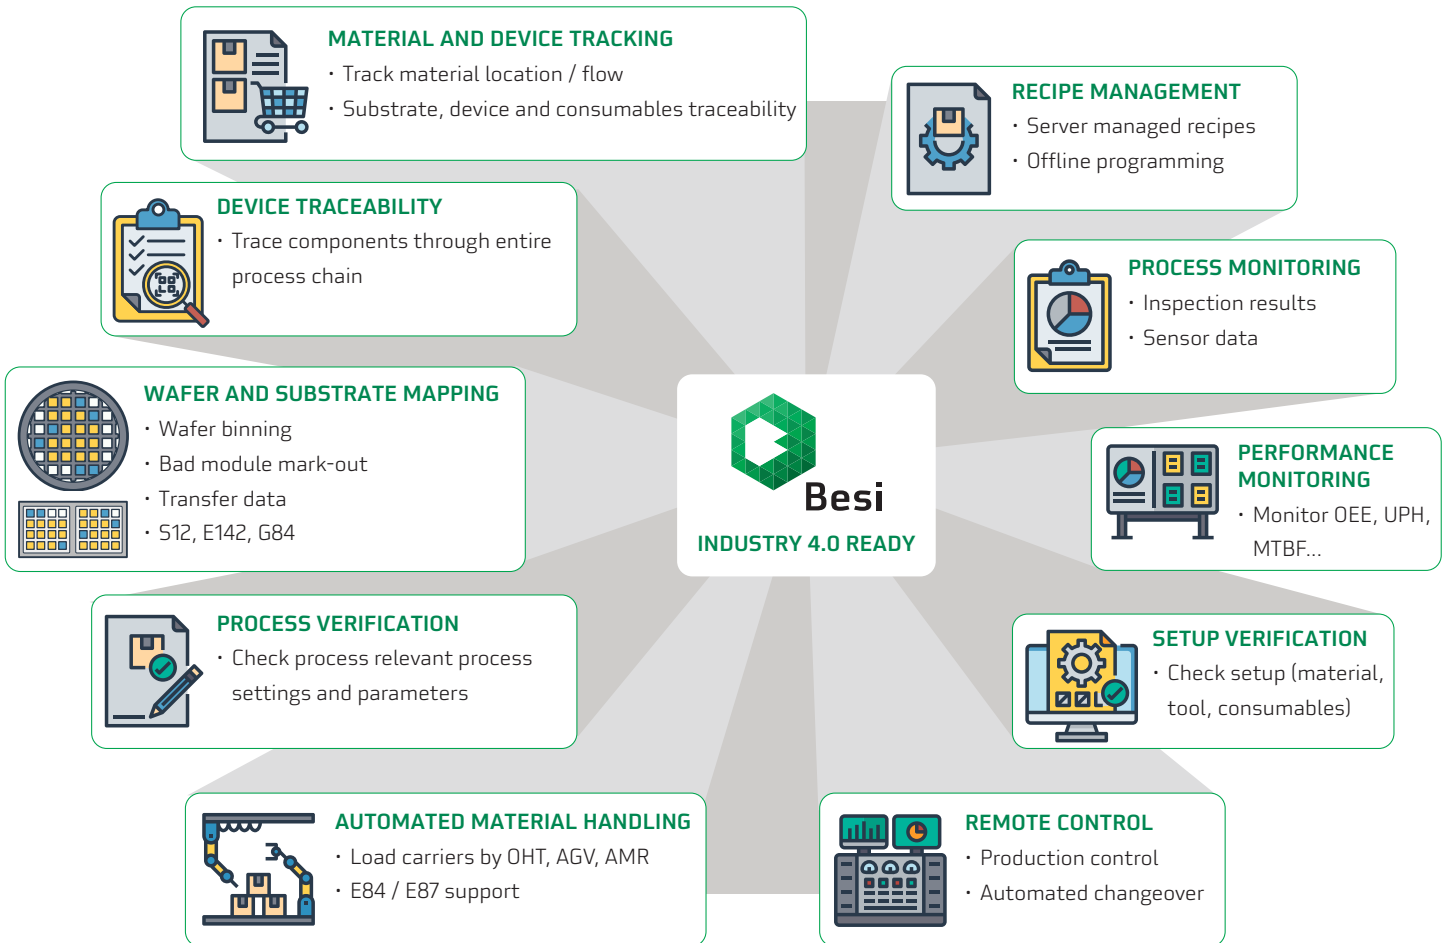 MATERIAL AND DEVICE TRACKING
· Track material location / flow
· Substrate, device and consumables traceability
RECIPE MANAGEMENT
· Server managed recipes
· Offline programming
DEVICE TRACEABILITY
· Trace components through entire
process chain
PROCESS MONITORING
· Inspection results
· Sensor data
WAFER AND SUBSTRATE MAPPING
· Wafer binning
· Bad module mark-out
· Transfer data
· S12, E142, G84
Besi
INDUSTRY 4.0 READY
PERFORMANCE
MONITORING
· Monitor OEE, UPH,
MTBF...
PROCESS VERIFICATION
· Check process relevant process
settings and parameters
SETUP VERIFICATION
· Check setup (material,
tool, consumables)
AUTOMATED MATERIAL HANDLING
· Load carriers by OHT, AGV, AMR
· E84 / E87 support
REMOTE CONTROL
· Production control
· Automated changeover